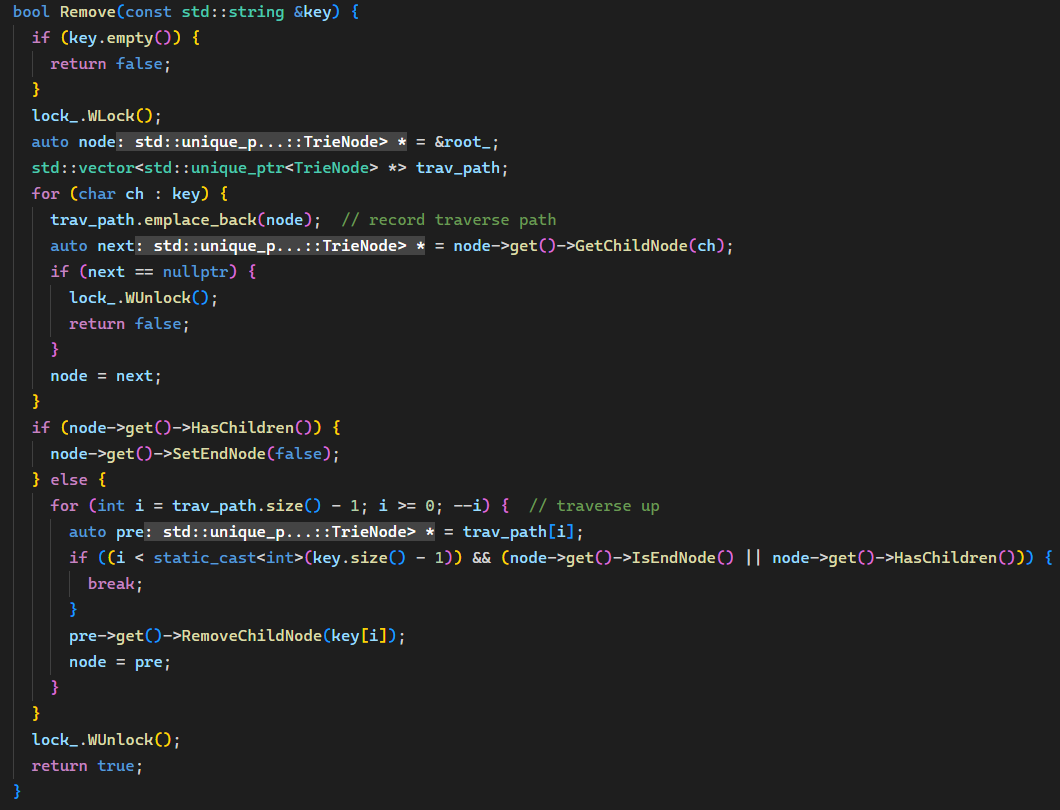 bool Remove(const std::string &key) {
  if (key.empty()) {
    return false;
  }
  lock_.WLock();
  auto node: std::unique_p...::TrieNode> * = &root_;
  std::vector<std::unique_ptr<TrieNode> *> trav_path;
  for (char ch : key) {
    trav_path.emplace_back(node);  // record traverse path
    auto next: std::unique_p...::TrieNode> * = node->get()->GetChildNode(ch);
    if (next == nullptr) {
      lock_.WUnlock();
      return false;
    }
    node = next;
  }
  if (node->get()->HasChildren()) {
    node->get()->SetEndNode(false);
  } else {
    for (int i = trav_path.size() - 1; i >= 0; --i) {  // traverse up
      auto pre: std::unique_p...::TrieNode> * = trav_path[i];
      if ((i < static_cast<int>(key.size() - 1)) && (node->get()->IsEndNode() || node->get()->HasChildren())) {
        break;
      }
      pre->get()->RemoveChildNode(key[i]);
      node = pre;
    }
  }
  lock_.WUnlock();
  return true;
}